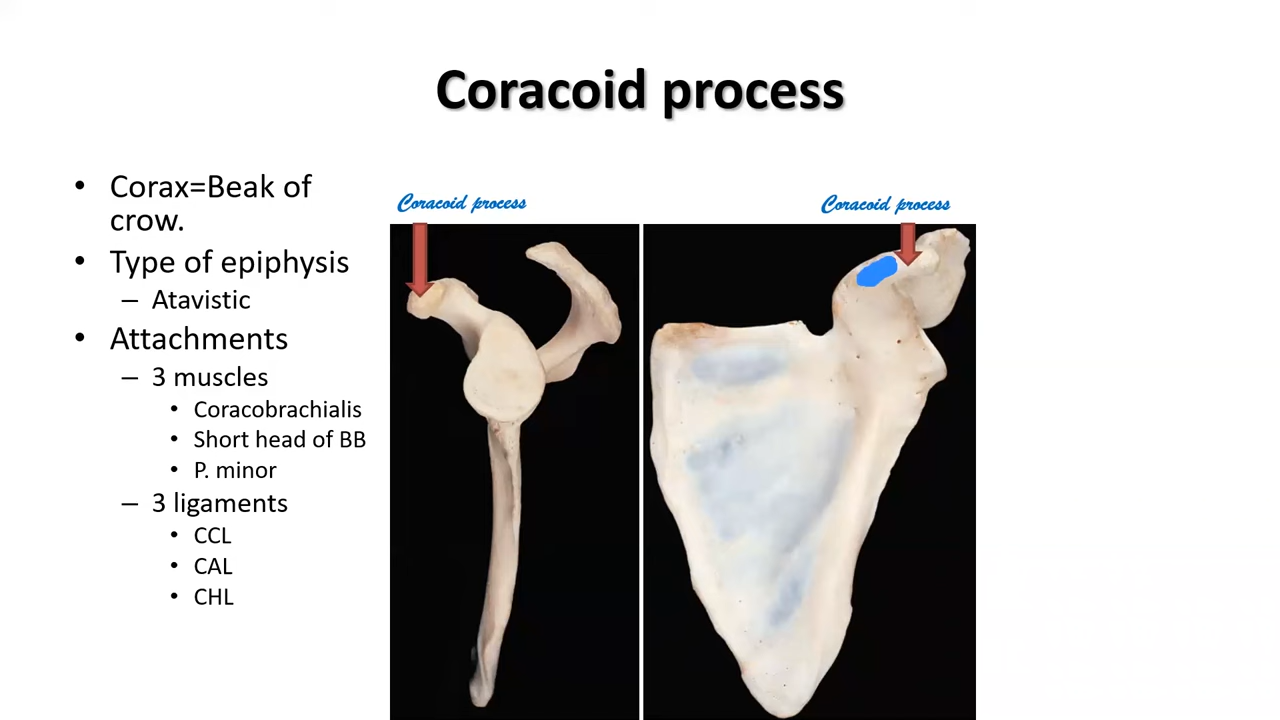 Coracoid process
• Corax=Beak of
crow.
• Type of epiphysis
– Atavistic
• Attachments
– 3 muscles
• Coracobrachialis
• Short head of BB
• P. minor
– 3 ligaments
• CCL
• CAL
• CHL
Coracoid process
Coracoid process